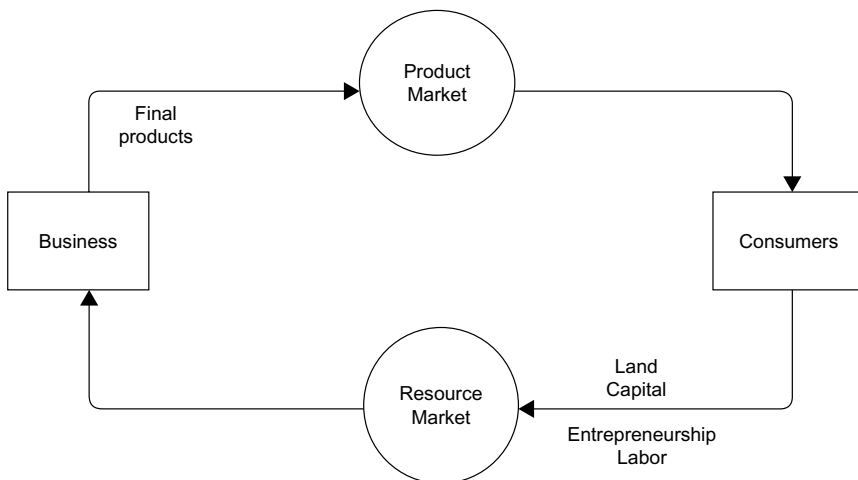 Product
Market
Final
products
Business
Consumers
Resource
Market
Land
Capital
Entrepreneurship
Labor